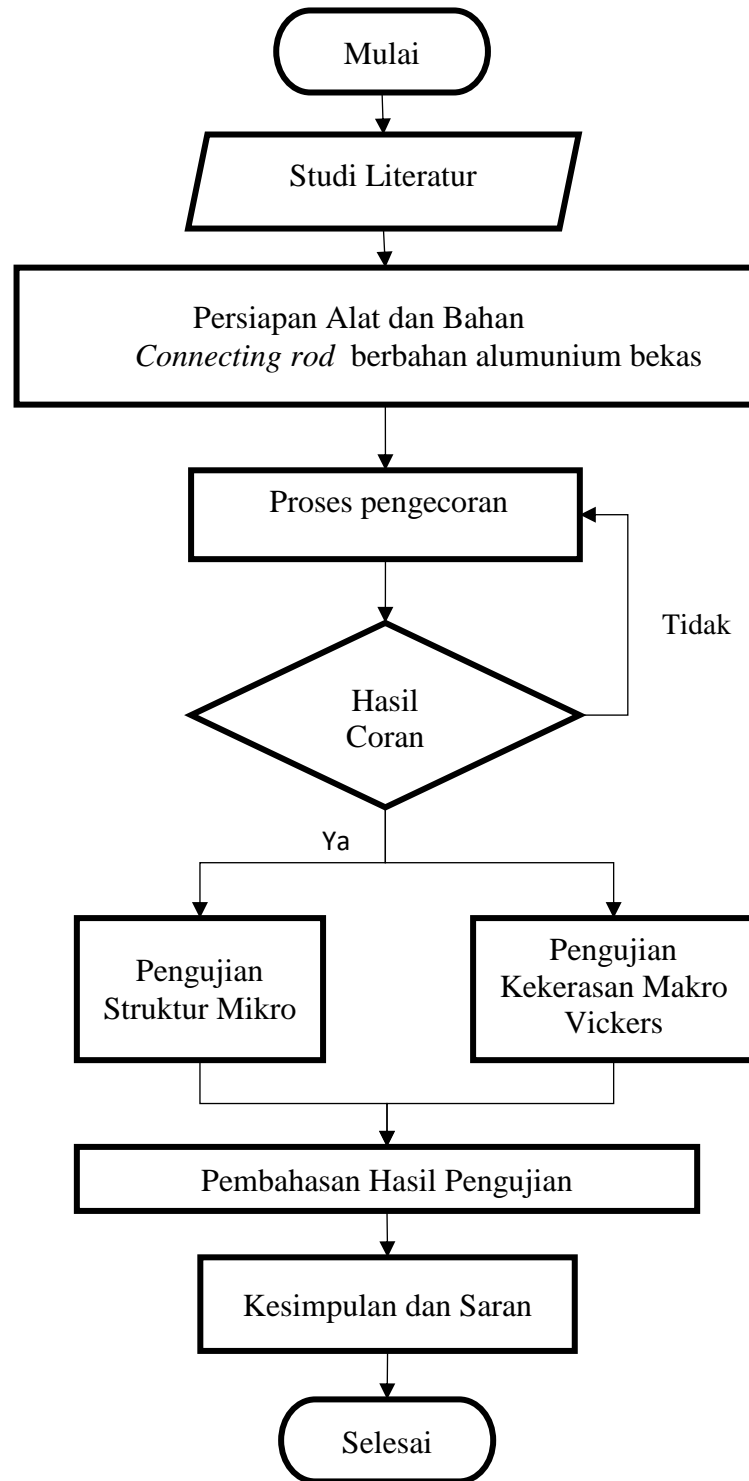 Mulai
Studi Literatur
Persiapan Alat dan Bahan
Connecting rod berbahan alumunium bekas
Proses pengecoran
Tidak
Hasil
Coran
Ya
Pengujian
Struktur Mikro
Pengujian
Kekerasan Makro
Vickers
Pembahasan Hasil Pengujian
Kesimpulan dan Saran
Selesai